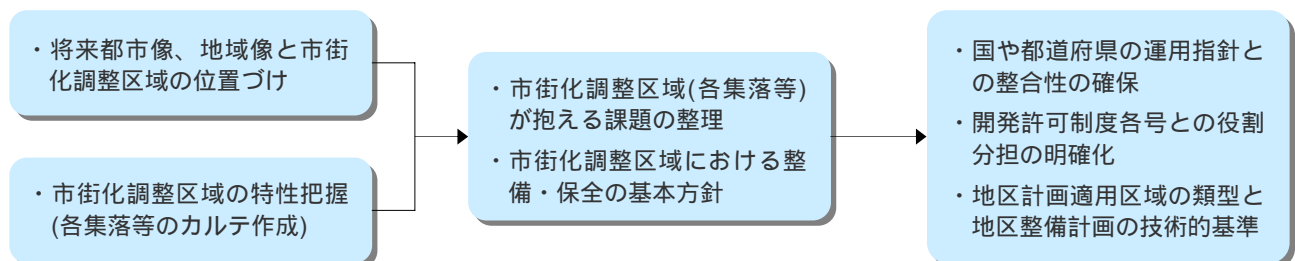 ・将来都市像、地域像と市街
化調整区域の位置づけ
・市街化調整区域の特性把握
(各集落等のカルテ作成)
・市街化調整区域(各集落等)
が抱える課題の整理
・市街化調整区域における整
備・保全の基本方針
・国や都道府県の運用指針と
の整合性の確保
・開発許可制度各号との役割
分担の明確化
・地区計画適用区域の類型と
地区整備計画の技術的基準